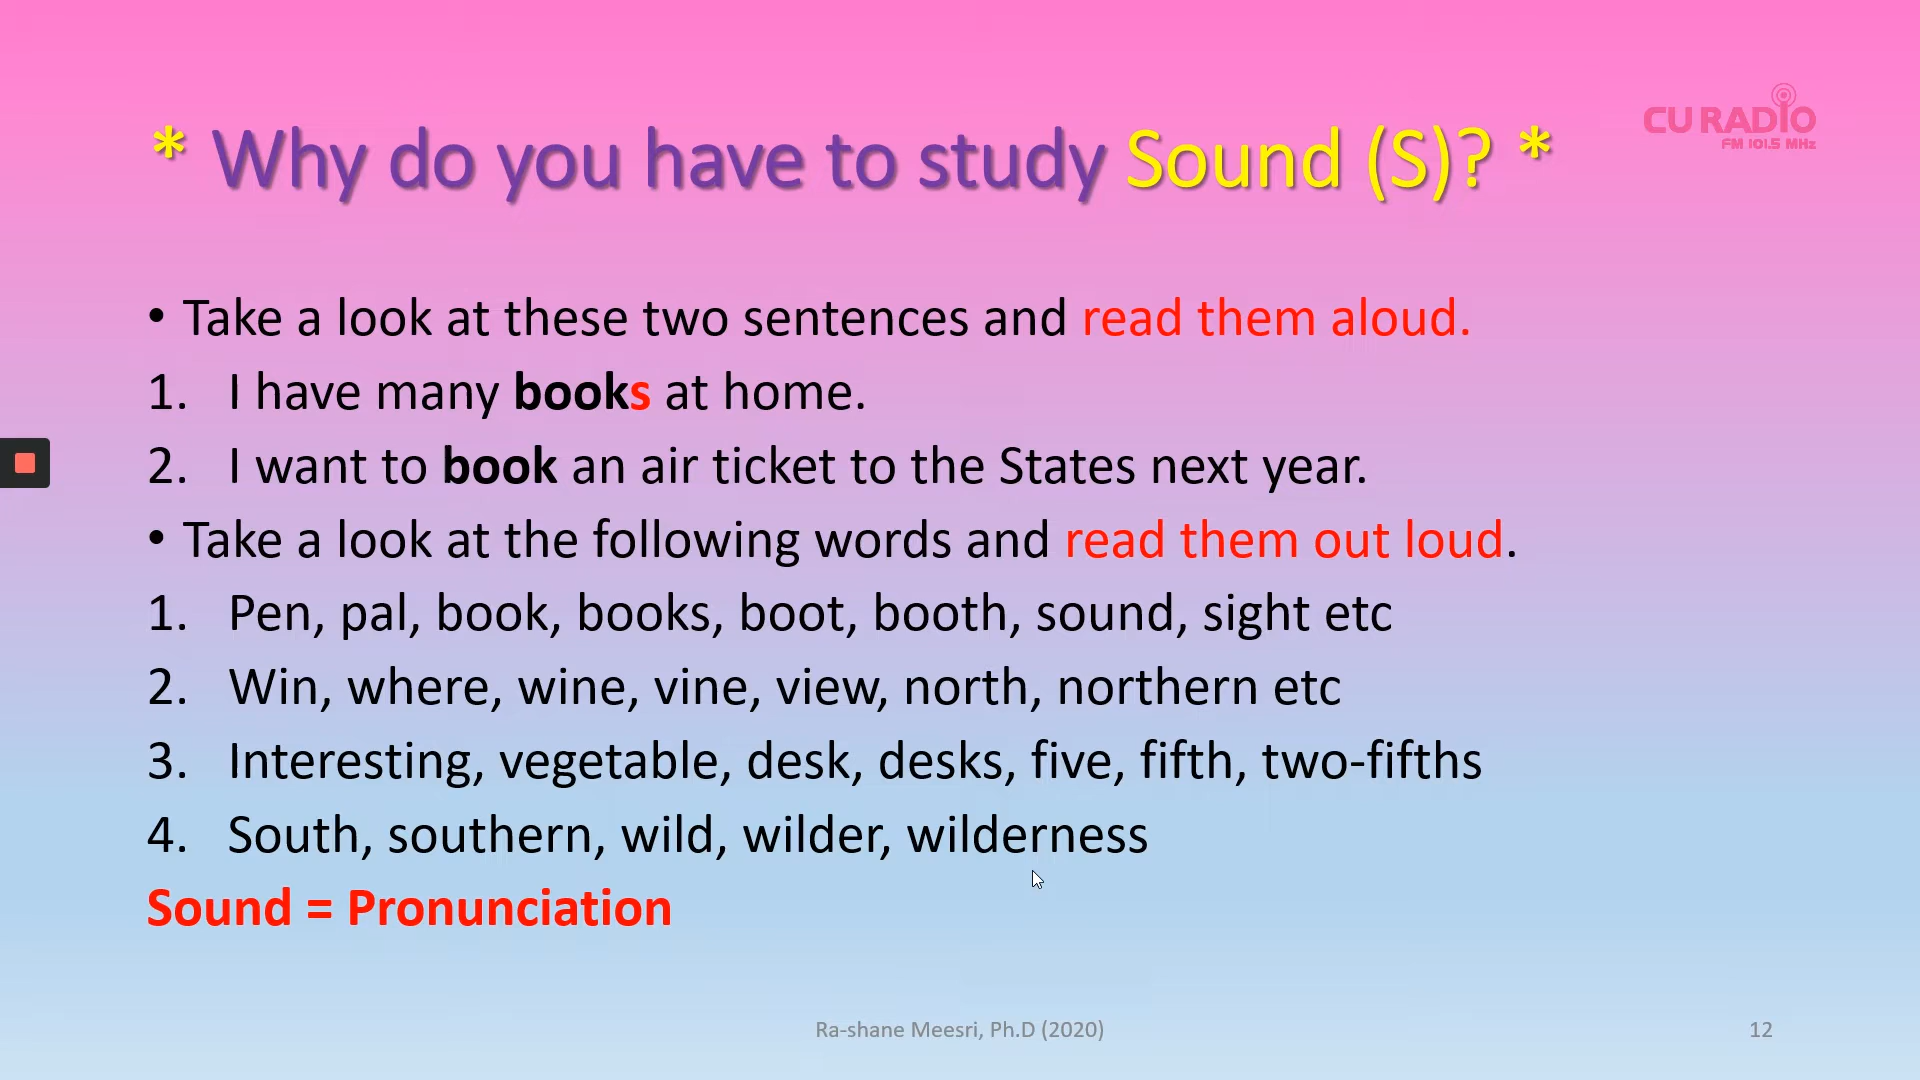 * Why do you have to study Sound (S)? *
CU RADIO
FM 101.5 MHz
• Take a look at these two sentences and read them aloud.
1. I have many books at home.
2. I want to book an air ticket to the States next year.
• Take a look at the following words and read them out loud.
1. Pen, pal, book, books, boot, booth, sound, sight etc
2. Win, where, wine, vine, view, north, northern etc
3. Interesting, vegetable, desk, desks, five, fifth, two-fifths
4. South, southern, wild, wilder, wilderness
Sound = Pronunciation
Ra-shane Meesri, Ph.D (2020)
12